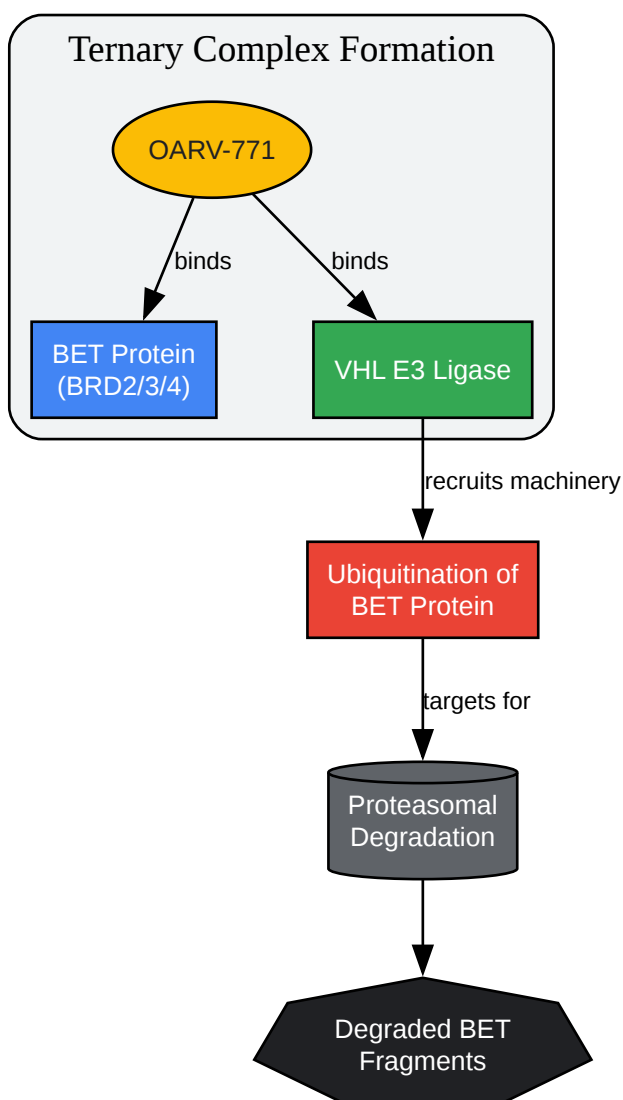 Ternary Complex Formation
OARV-771
binds
binds
BET Protein
(BRD2/3/4)
VHL E3 Ligase
recruits machinery
Ubiquitination of
BET Protein
targets for
Proteasomal
Degradation
Degraded BET
Fragments